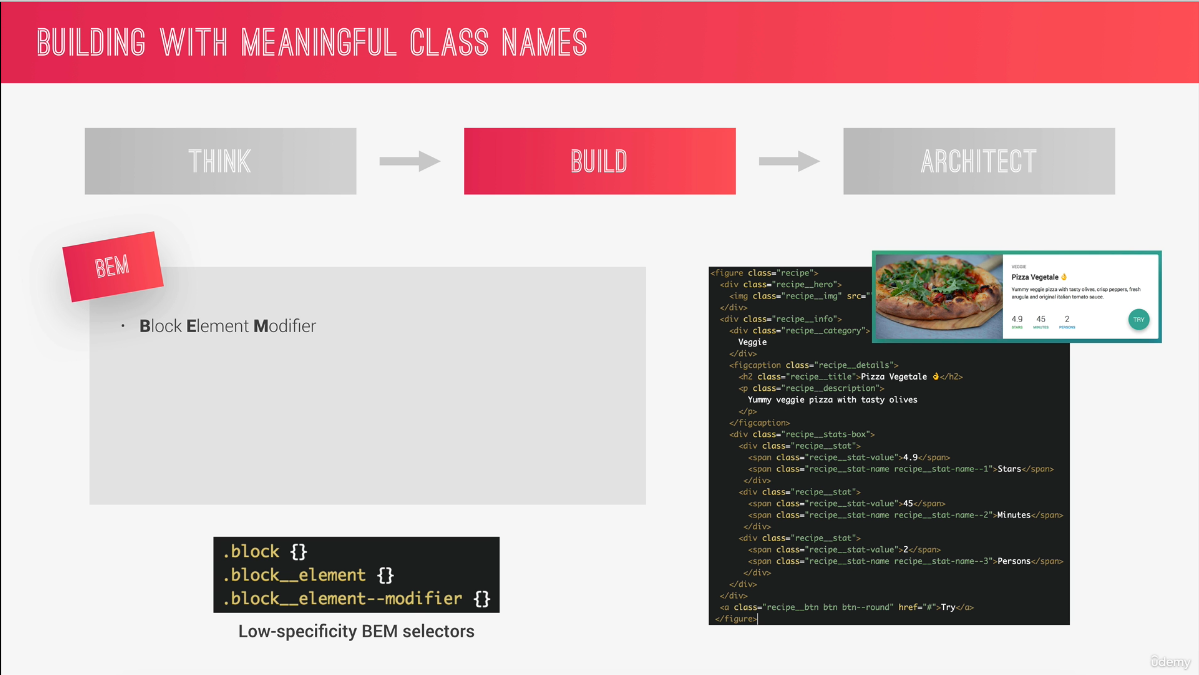 BUILDING WITH MEANINGFUL CLASS NAMES
THINK
BUILD
ARCHITECT
BEM
· Block Element Modifier
.block {}
.block__element {}
.block__element--modifier {}
Low-specificity BEM selectors
<figure class="recipe">
<div class="recipe__hero">
<img class="recipe__img" src="
</div>
<div class="recipe__info">
<div class="recipe__category">
Veggie
</div>
<figcaption class="recipe__details">
<h2 class="recipe__title">Pizza Vegetale 👌</h2>
<p class="recipe__description">
Yummy veggie pizza with tasty olives
</p>
</figcaption>
<div class="recipe__stats-box">
<div class="recipe__stat">
<span class="recipe__stat-value">4.9</span>
<span class="recipe__stat-name recipe__stat-name--1">Stars</span>
</div>
<div class="recipe__stat">
<span class="recipe__stat-value">45</span>
<span class="recipe__stat-name recipe__stat-name--2">Minutes</span>
</div>
<div class="recipe__stat">
<span class="recipe__stat-value">2</span>
<span class="recipe__stat-name recipe__stat-name--3">Persons</span>
</div>
</div>
</div>
<a class="recipe__btn btn btn--round" href="#">Try</a>
</figure>
VEGGIE
Pizza Vegetale 👌
Yummy veggie pizza with tasty olives, crisp peppers, fresh
arugula and original italian tomato sauce.
4.9 45 2
STARS MINUTES PERSONS
TRY
ûdemy